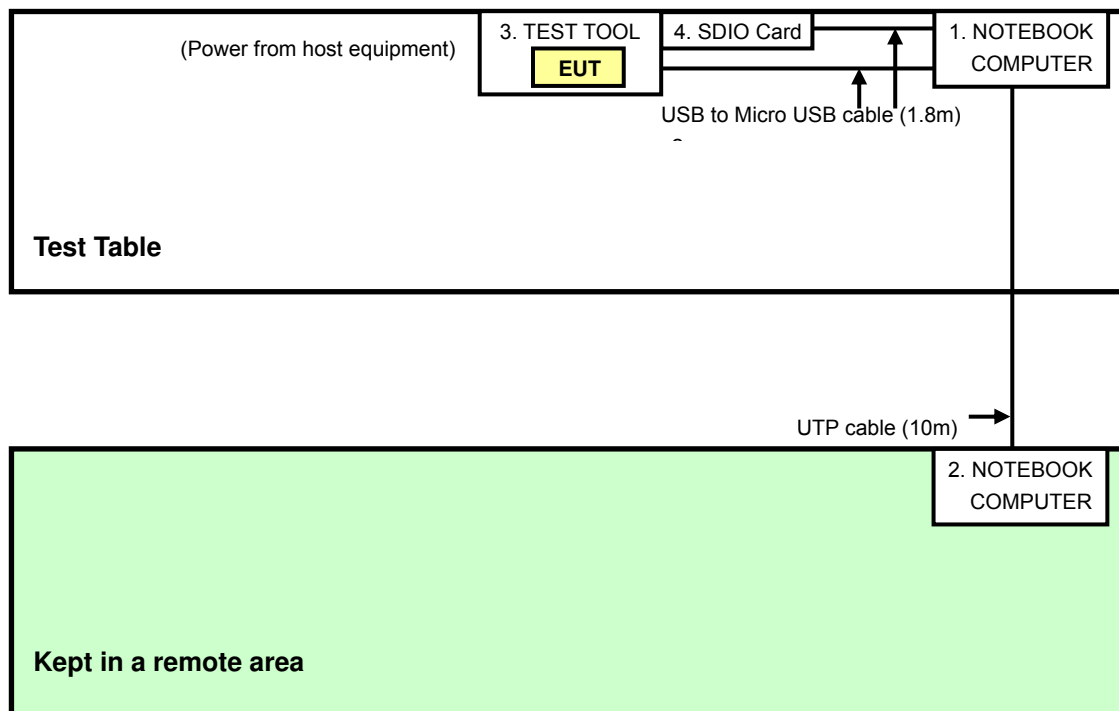 3. TEST TOOL
4. SDIO Card
1. NOTEBOOK
COMPUTER
(Power from host equipment)
EUT
USB to Micro USB cable (1.8m)
Test Table
UTP cable (10m)
2. NOTEBOOK
COMPUTER
Kept in a remote area